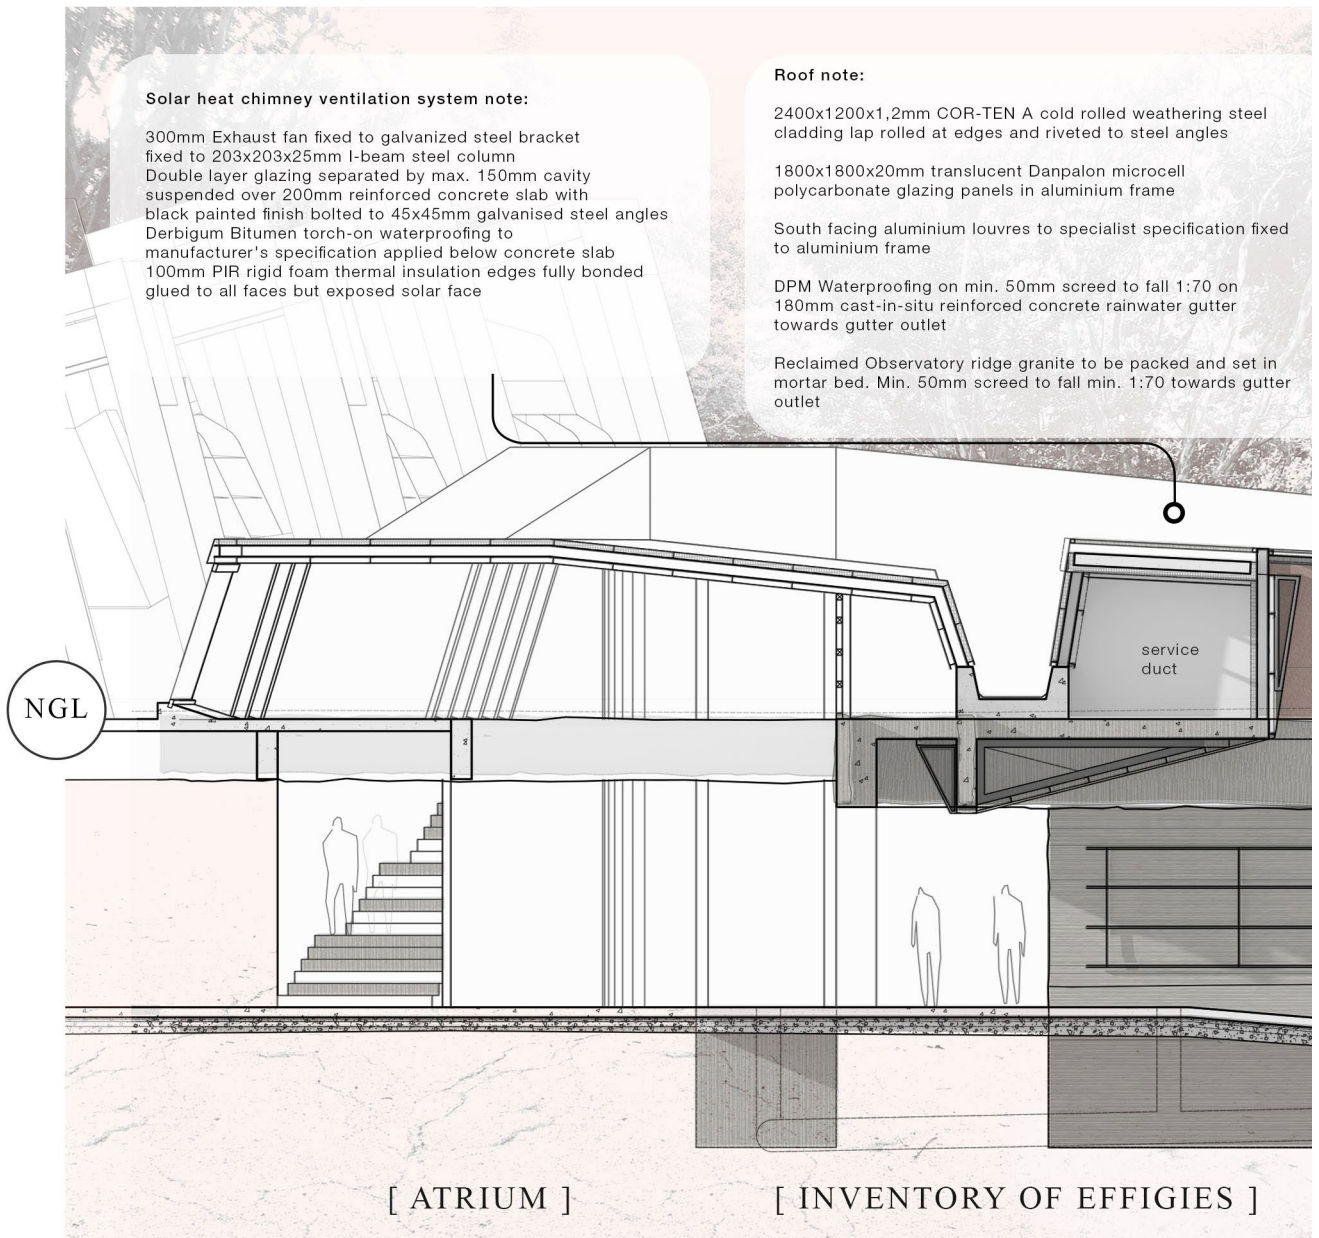 Solar heat chimney ventilation system note:
300mm Exhaust fan fixed to galvanized steel bracket
fixed to 203x203x25mm I-beam steel column
Double layer glazing separated by max. 150mm cavity
suspended over 200mm reinforced concrete slab with
black painted finish bolted to 45x45mm galvanised steel angles
Derbigum Bitumen torch-on waterproofing to
manufacturer's specification applied below concrete slab
100mm PIR rigid foam thermal insulation edges fully bonded
glued to all faces but exposed solar face
Roof note:
2400x1200x1,2mm COR-TEN A cold rolled weathering steel
cladding lap rolled at edges and riveted to steel angles
1800x1800x20mm translucent Danpalon microcell
polycarbonate glazing panels in aluminium frame
South facing aluminium louvres to specialist specification fixed
to aluminium frame
DPM Waterproofing on min. 50mm screed to fall 1:70 on
180mm cast-in-situ reinforced concrete rainwater gutter
towards gutter outlet
Reclaimed Observatory ridge granite to be packed and set in
mortar bed. Min. 50mm screed to fall min. 1:70 towards gutter
outlet
service
duct
NGL
[ ATRIUM ]
[ INVENTORY OF EFFIGIES ]